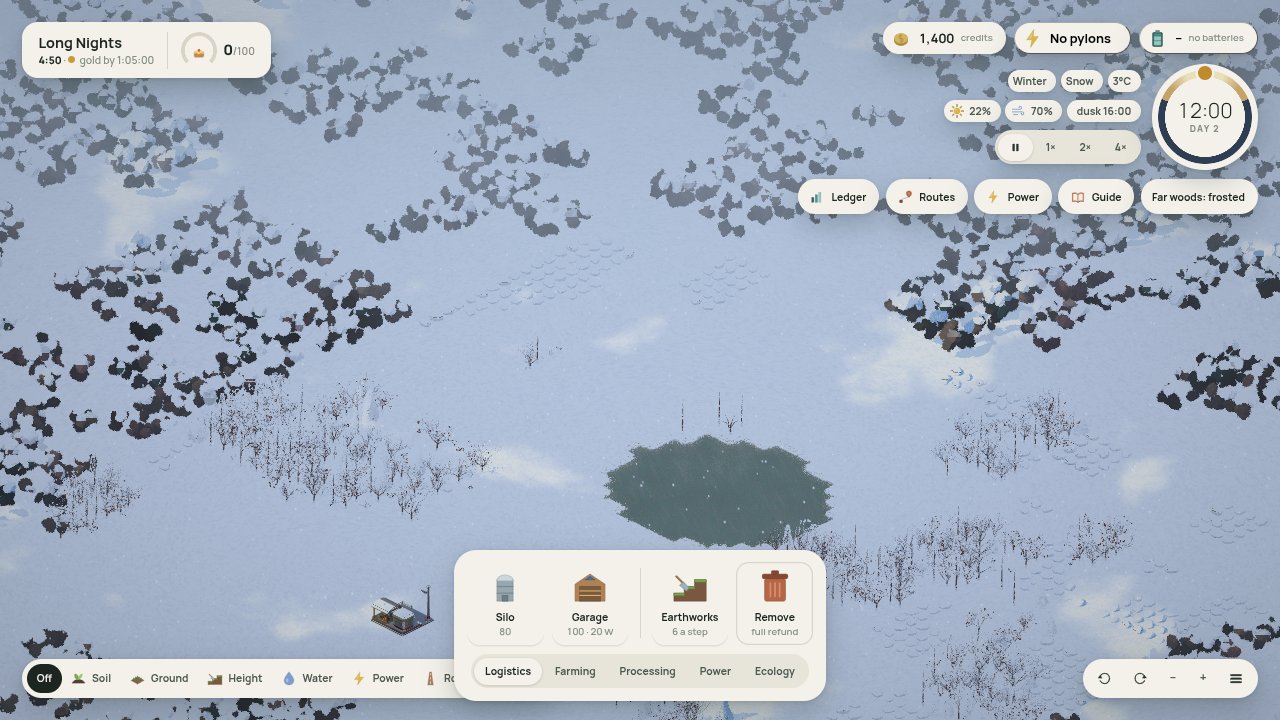 Long Nights
4:50 · gold by 1:05:00
0/100
1,400 credits
No pylons
– no batteries
Winter
Snow
3°C
22%
70%
dusk 16:00
1×
2×
4×
12:00
DAY 2
Ledger
Routes
Power
Guide
Far woods: frosted
Silo
80
Garage
100 · 20 W
Earthworks
6 a step
Remove
full refund
Logistics
Farming
Processing
Power
Ecology
Off
Soil
Ground
Height
Water
Power
–
+